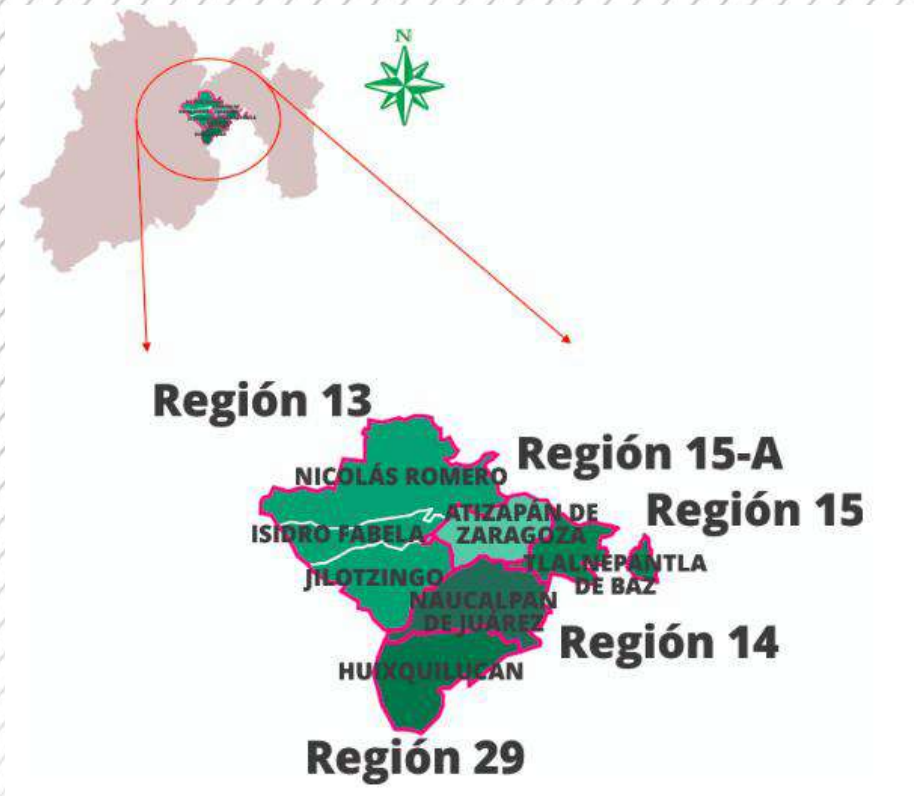 N
Región 13
Región 15-A
NICOLÁS ROMERO
Región 15
ATIZAPÁN DE
ZARAGOZA
ISIDRO FABELA
TLALNEPANTLA
DE BAZ
JILOTZINGO
NAUCALPAN
DE JUÁREZ
Región 14
HUIXQUILUCAN
Región 29